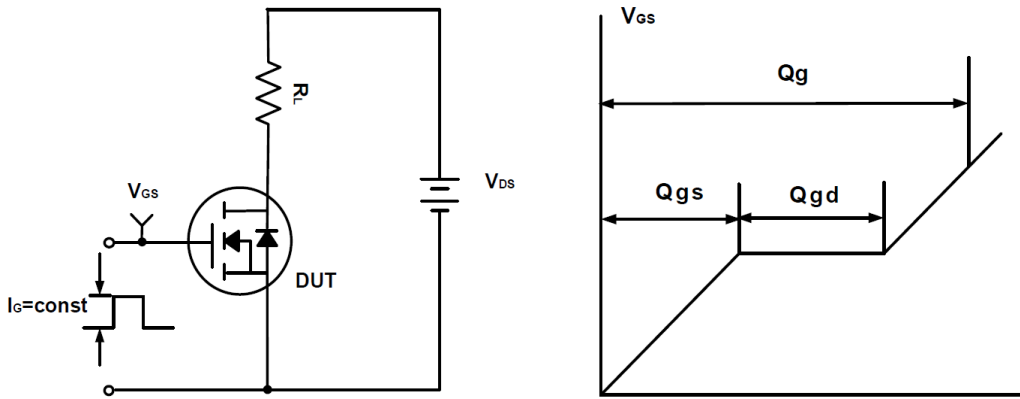 RL
VGS
VDS
DUT
IG=const
VGS
Qg
Qgs
Qgd